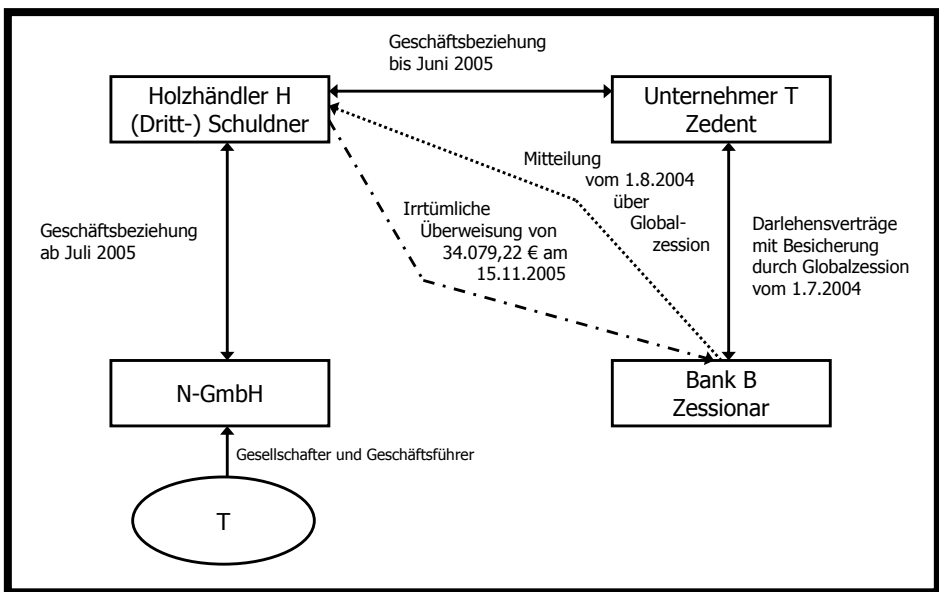 Geschäftsbeziehung
bis Juni 2005
Holzhändler H
(Dritt-) Schuldner
Unternehmer T
Zedent
Mitteilung
vom 1.8.2004
über
Global-
zession
Irrtümliche
Überweisung von
34.079,22 € am
15.11.2005
Geschäftsbeziehung
ab Juli 2005
Darlehensverträge
mit Besicherung
durch Globalzession
vom 1.7.2004
N-GmbH
Bank B
Zessionar
Gesellschafter und Geschäftsführer
T